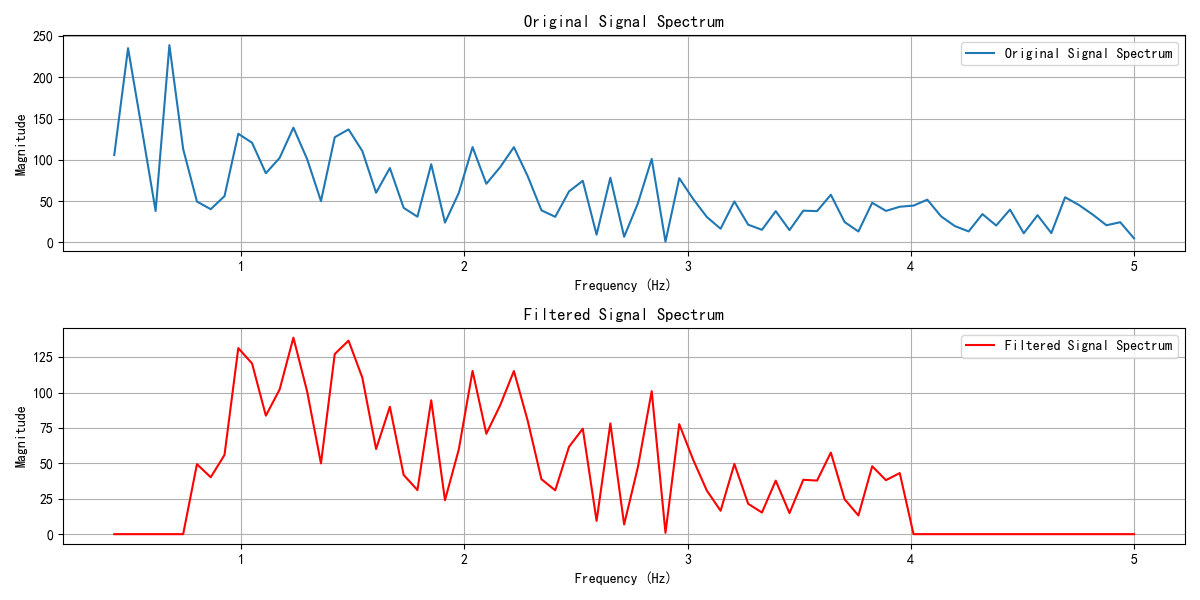 Original Signal Spectrum
250
200
150
100
50
0
Magnitude
Original Signal Spectrum
1 2 3 4 5
Frequency (Hz)
Filtered Signal Spectrum
125
100
75
50
25
0
Magnitude
Filtered Signal Spectrum
1 2 3 4 5
Frequency (Hz)